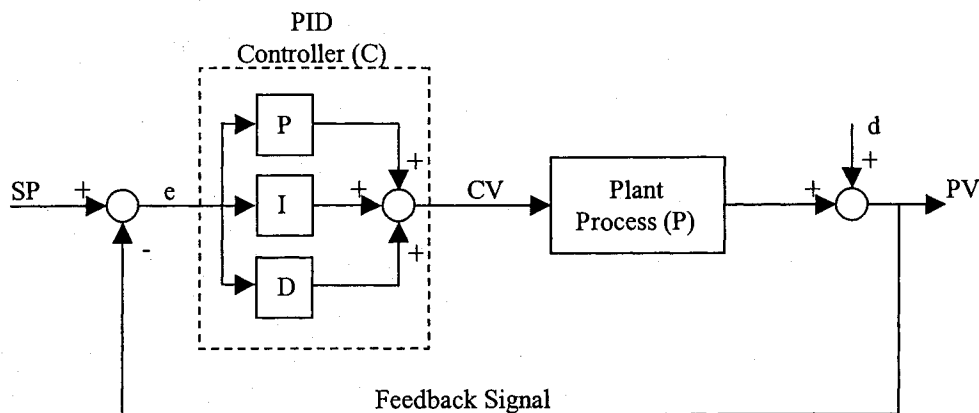 PID
Controller (C)
P
I
D
SP
+
-
e
+
+
+
CV
Plant
Process (P)
d
+
+
PV
Feedback Signal